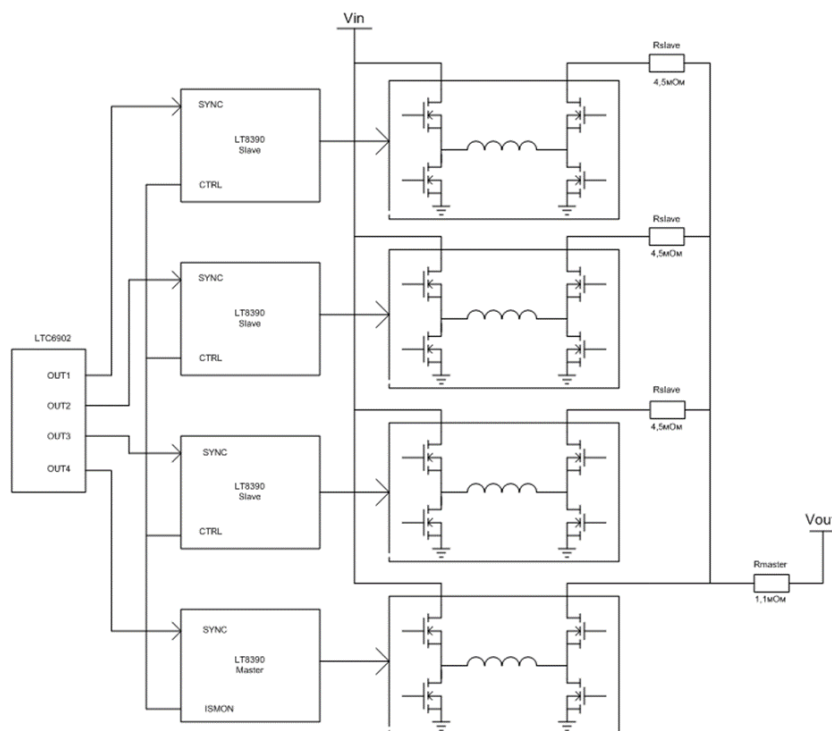 Vin
Rslave
4,5мОм
SYNC
LT8390
Slave
CTRL
Rslave
4,5мОм
SYNC
LT8390
Slave
CTRL
LTC6902
OUT1
OUT2
OUT3
OUT4
Rslave
4,5мОм
SYNC
LT8390
Slave
CTRL
Vout
Rmaster
1,1мОм
SYNC
LT8390
Master
ISMON